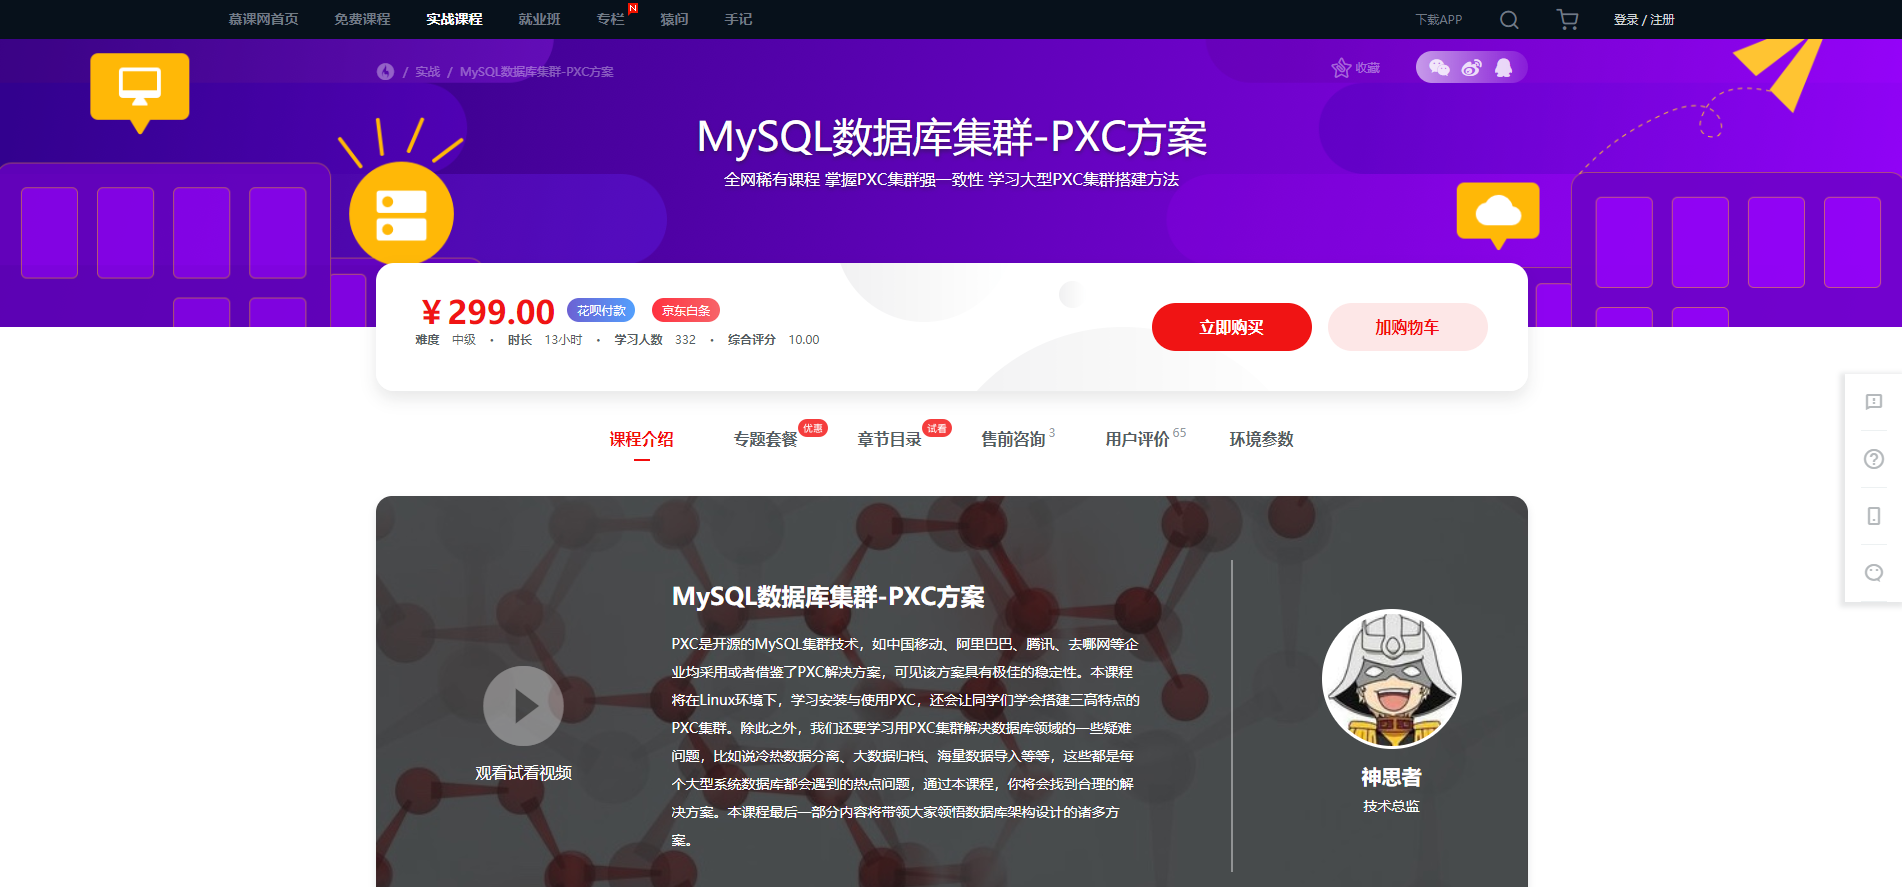 慕课网首页 免费课程 实战课程 就业班 专栏 N 猿问 手记 下载APP 登录 / 注册
/ 实战 / MySQL数据库集群-PXC方案 收藏
MySQL数据库集群-PXC方案
全网稀有课程 掌握PXC集群强一致性 学习大型PXC集群搭建方法
￥299.00 花呗付款 京东白条
难度 中级 · 时长 13小时 · 学习人数 332 · 综合评分 10.00
立即购买 加购物车
课程介绍 专题套餐 优惠 章节目录 试看 售前咨询 3 用户评价 65 环境参数
MySQL数据库集群-PXC方案
PXC是开源的MySQL集群技术，如中国移动、阿里巴巴、腾讯、去哪网等企
业均采用或者借鉴了PXC解决方案，可见该方案具有极佳的稳定性。本课程
将在Linux环境下，学习安装与使用PXC，还会让同学们学会搭建三高特点的
PXC集群。除此之外，我们还要学习用PXC集群解决数据库领域的一些疑难
问题，比如说冷热数据分离、大数据归档、海量数据导入等等，这些都是每
个大型系统数据库都会遇到的热点问题，通过本课程，你将会找到合理的解
决方案。本课程最后一部分内容将带领大家领悟数据库架构设计的诸多方
案。
观看试看视频
神思者
技术总监